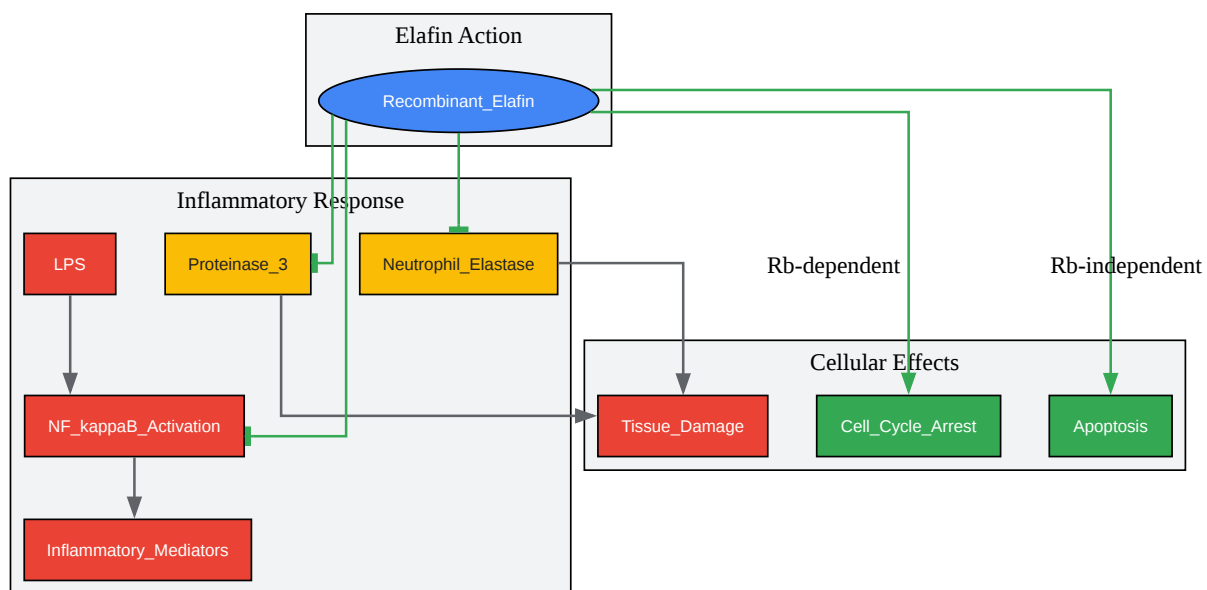 Elafin Action
Recombinant_Elafin
Inflammatory Response
LPS
Proteinase_3
Neutrophil_Elastase
Rb-dependent
Rb-independent
Cellular Effects
NF_kappaB_Activation
Tissue_Damage
Cell_Cycle_Arrest
Apoptosis
Inflammatory_Mediators